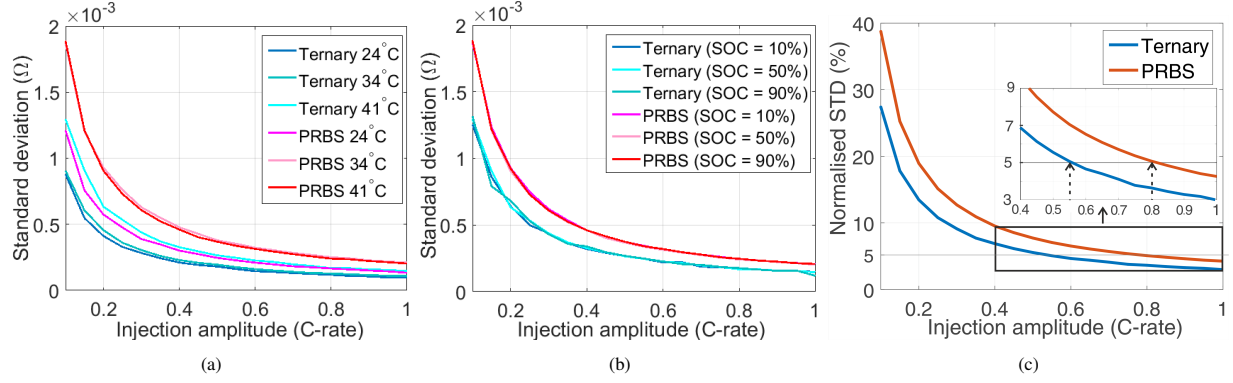 ×10⁻³
2
1.5
1
0.5
0
0.2
0.4
0.6
0.8
1
Standard deviation (Ω)
Injection amplitude (C-rate)
Ternary 24°C
Ternary 34°C
Ternary 41°C
PRBS 24°C
PRBS 34°C
PRBS 41°C
(a)
×10⁻³
2
1.5
1
0.5
0
0.2
0.4
0.6
0.8
1
Standard deviation (Ω)
Injection amplitude (C-rate)
Ternary (SOC = 10%)
Ternary (SOC = 50%)
Ternary (SOC = 90%)
PRBS (SOC = 10%)
PRBS (SOC = 50%)
PRBS (SOC = 90%)
(b)
40
30
20
10
5
0
0.2
0.4
0.6
0.8
1
Normalised STD (%)
Injection amplitude (C-rate)
Ternary
PRBS
9
7
5
3
0.4
0.5
0.6
0.7
0.8
0.9
1
(c)